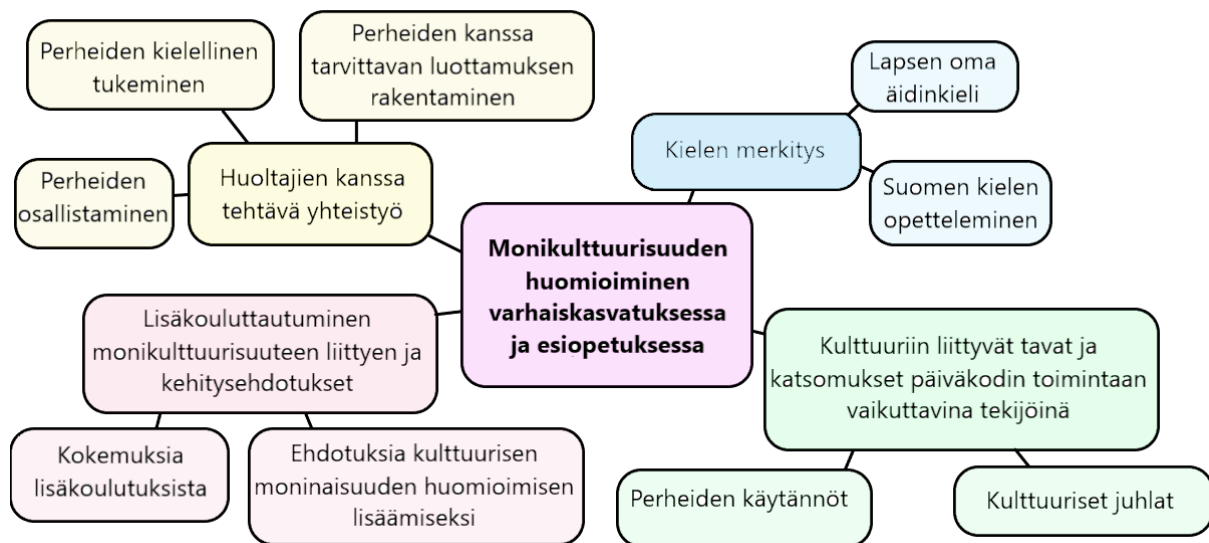 Perheiden kielellinen
tukeminen
Perheiden kanssa
tarvittavan luottamuksen
rakentaminen
Perheiden
osallistaminen
Huoltajien kanssa
tehtävä yhteistyö
Lapsen oma
äidinkieli
Kielen merkitys
Suomen kielen
opetteleminen
Monikulttuurisuuden
huomioiminen
varhaiskasvatuksessa
ja esiopetuksessa
Lisäkouluttautuminen
monikulttuurisuuteen liittyen ja
kehitysehdotukset
Kokemuksia
lisäkoulutuksista
Ehdotuksia kulttuurisen
moninaisuuden huomioimisen
lisäämiseksi
Kulttuuriin liittyvät tavat ja
katsomukset päiväkodin toimintaan
vaikuttavina tekijöinä
Perheiden käytännöt
Kulttuuriset juhlat